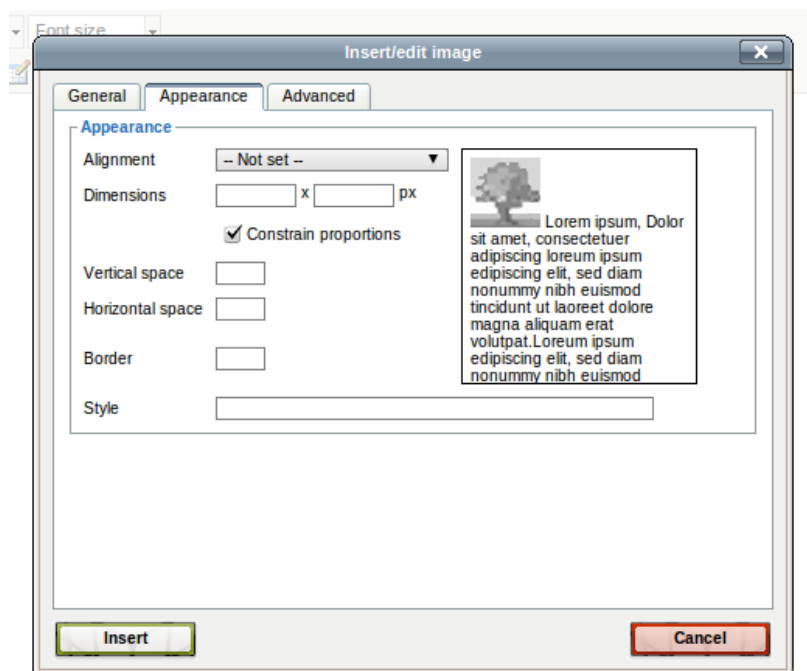 Font size
Insert/edit image
General Appearance Advanced
Appearance
Alignment -- Not set --
Dimensions x px
Constrain proportions
Vertical space
Horizontal space
Border
Style
Lorem ipsum, Dolor
sit amet, consectetuer
adipiscing loreum ipsum
edipiscing elit, sed diam
nonummy nibh euismod
tincidunt ut laoreet dolore
magna aliquam erat
volutpat.Loreum ipsum
edipiscing elit, sed diam
nonummy nibh euismod
Insert Cancel